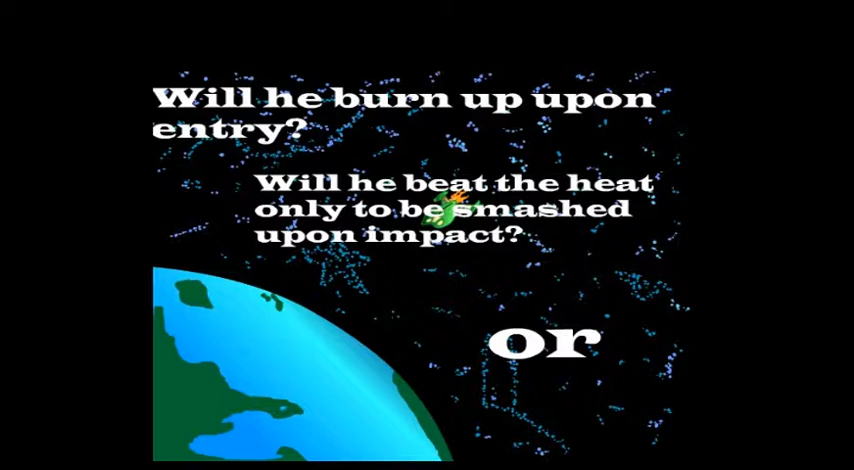 Will he burn up upon
entry?
Will he beat the heat
only to be smashed
upon impact?
or